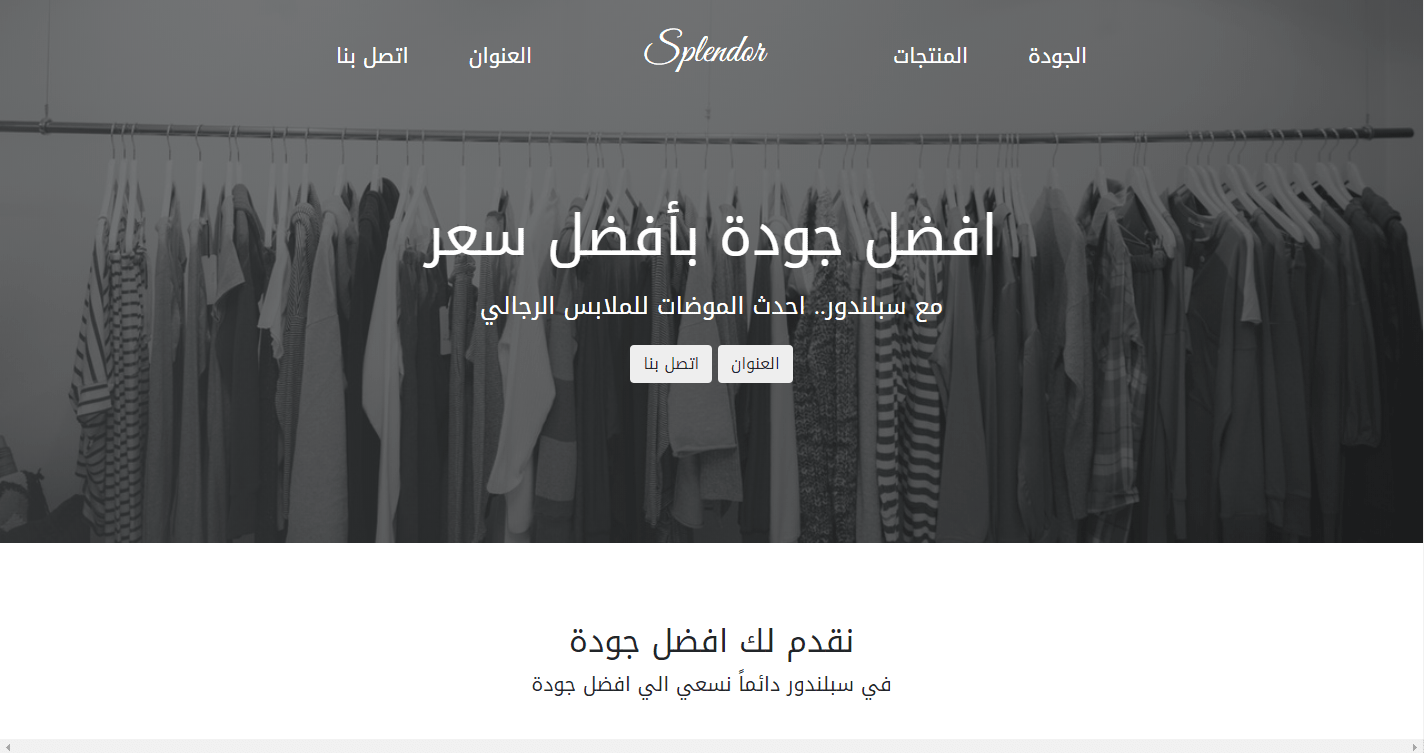 الجودة المنتجات Splendor العنوان اتصل بنا
افضل جودة بأفضل سعر
مع سبلندور.. احدث الموضات للملابس الرجالي
العنوان اتصل بنا
نقدم لك افضل جودة
في سبلندور دائماً نسعي الي افضل جودة